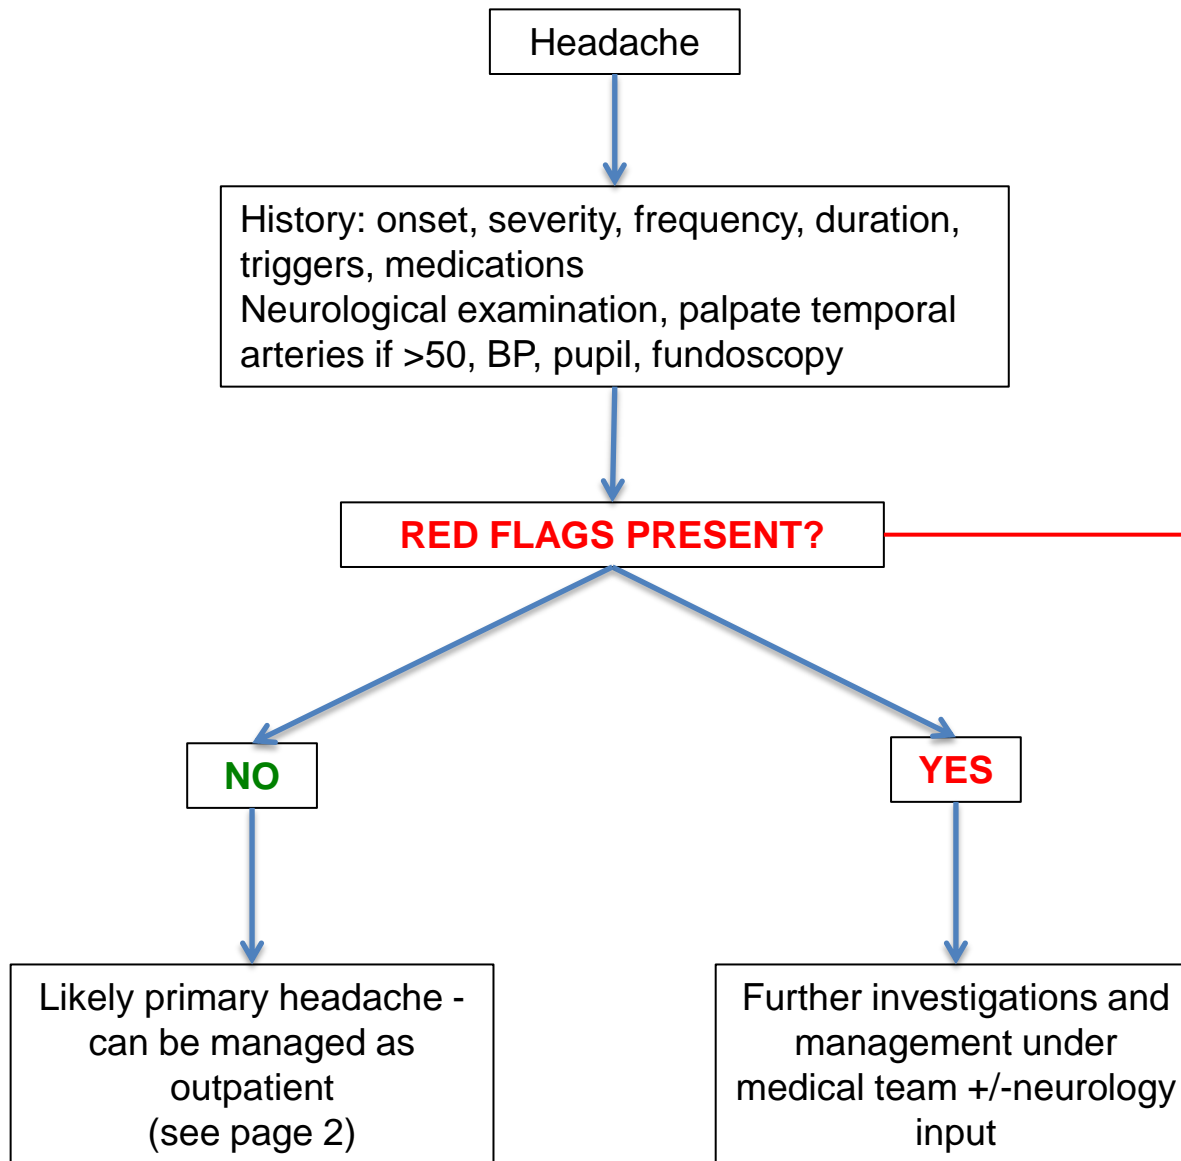 Headache
History: onset, severity, frequency, duration,
triggers, medications
Neurological examination, palpate temporal
arteries if >50, BP, pupil, fundoscopy
RED FLAGS PRESENT?
NO
YES
Likely primary headache -
can be managed as
outpatient
(see page 2)
Further investigations and
management under
medical team +/-neurology
input